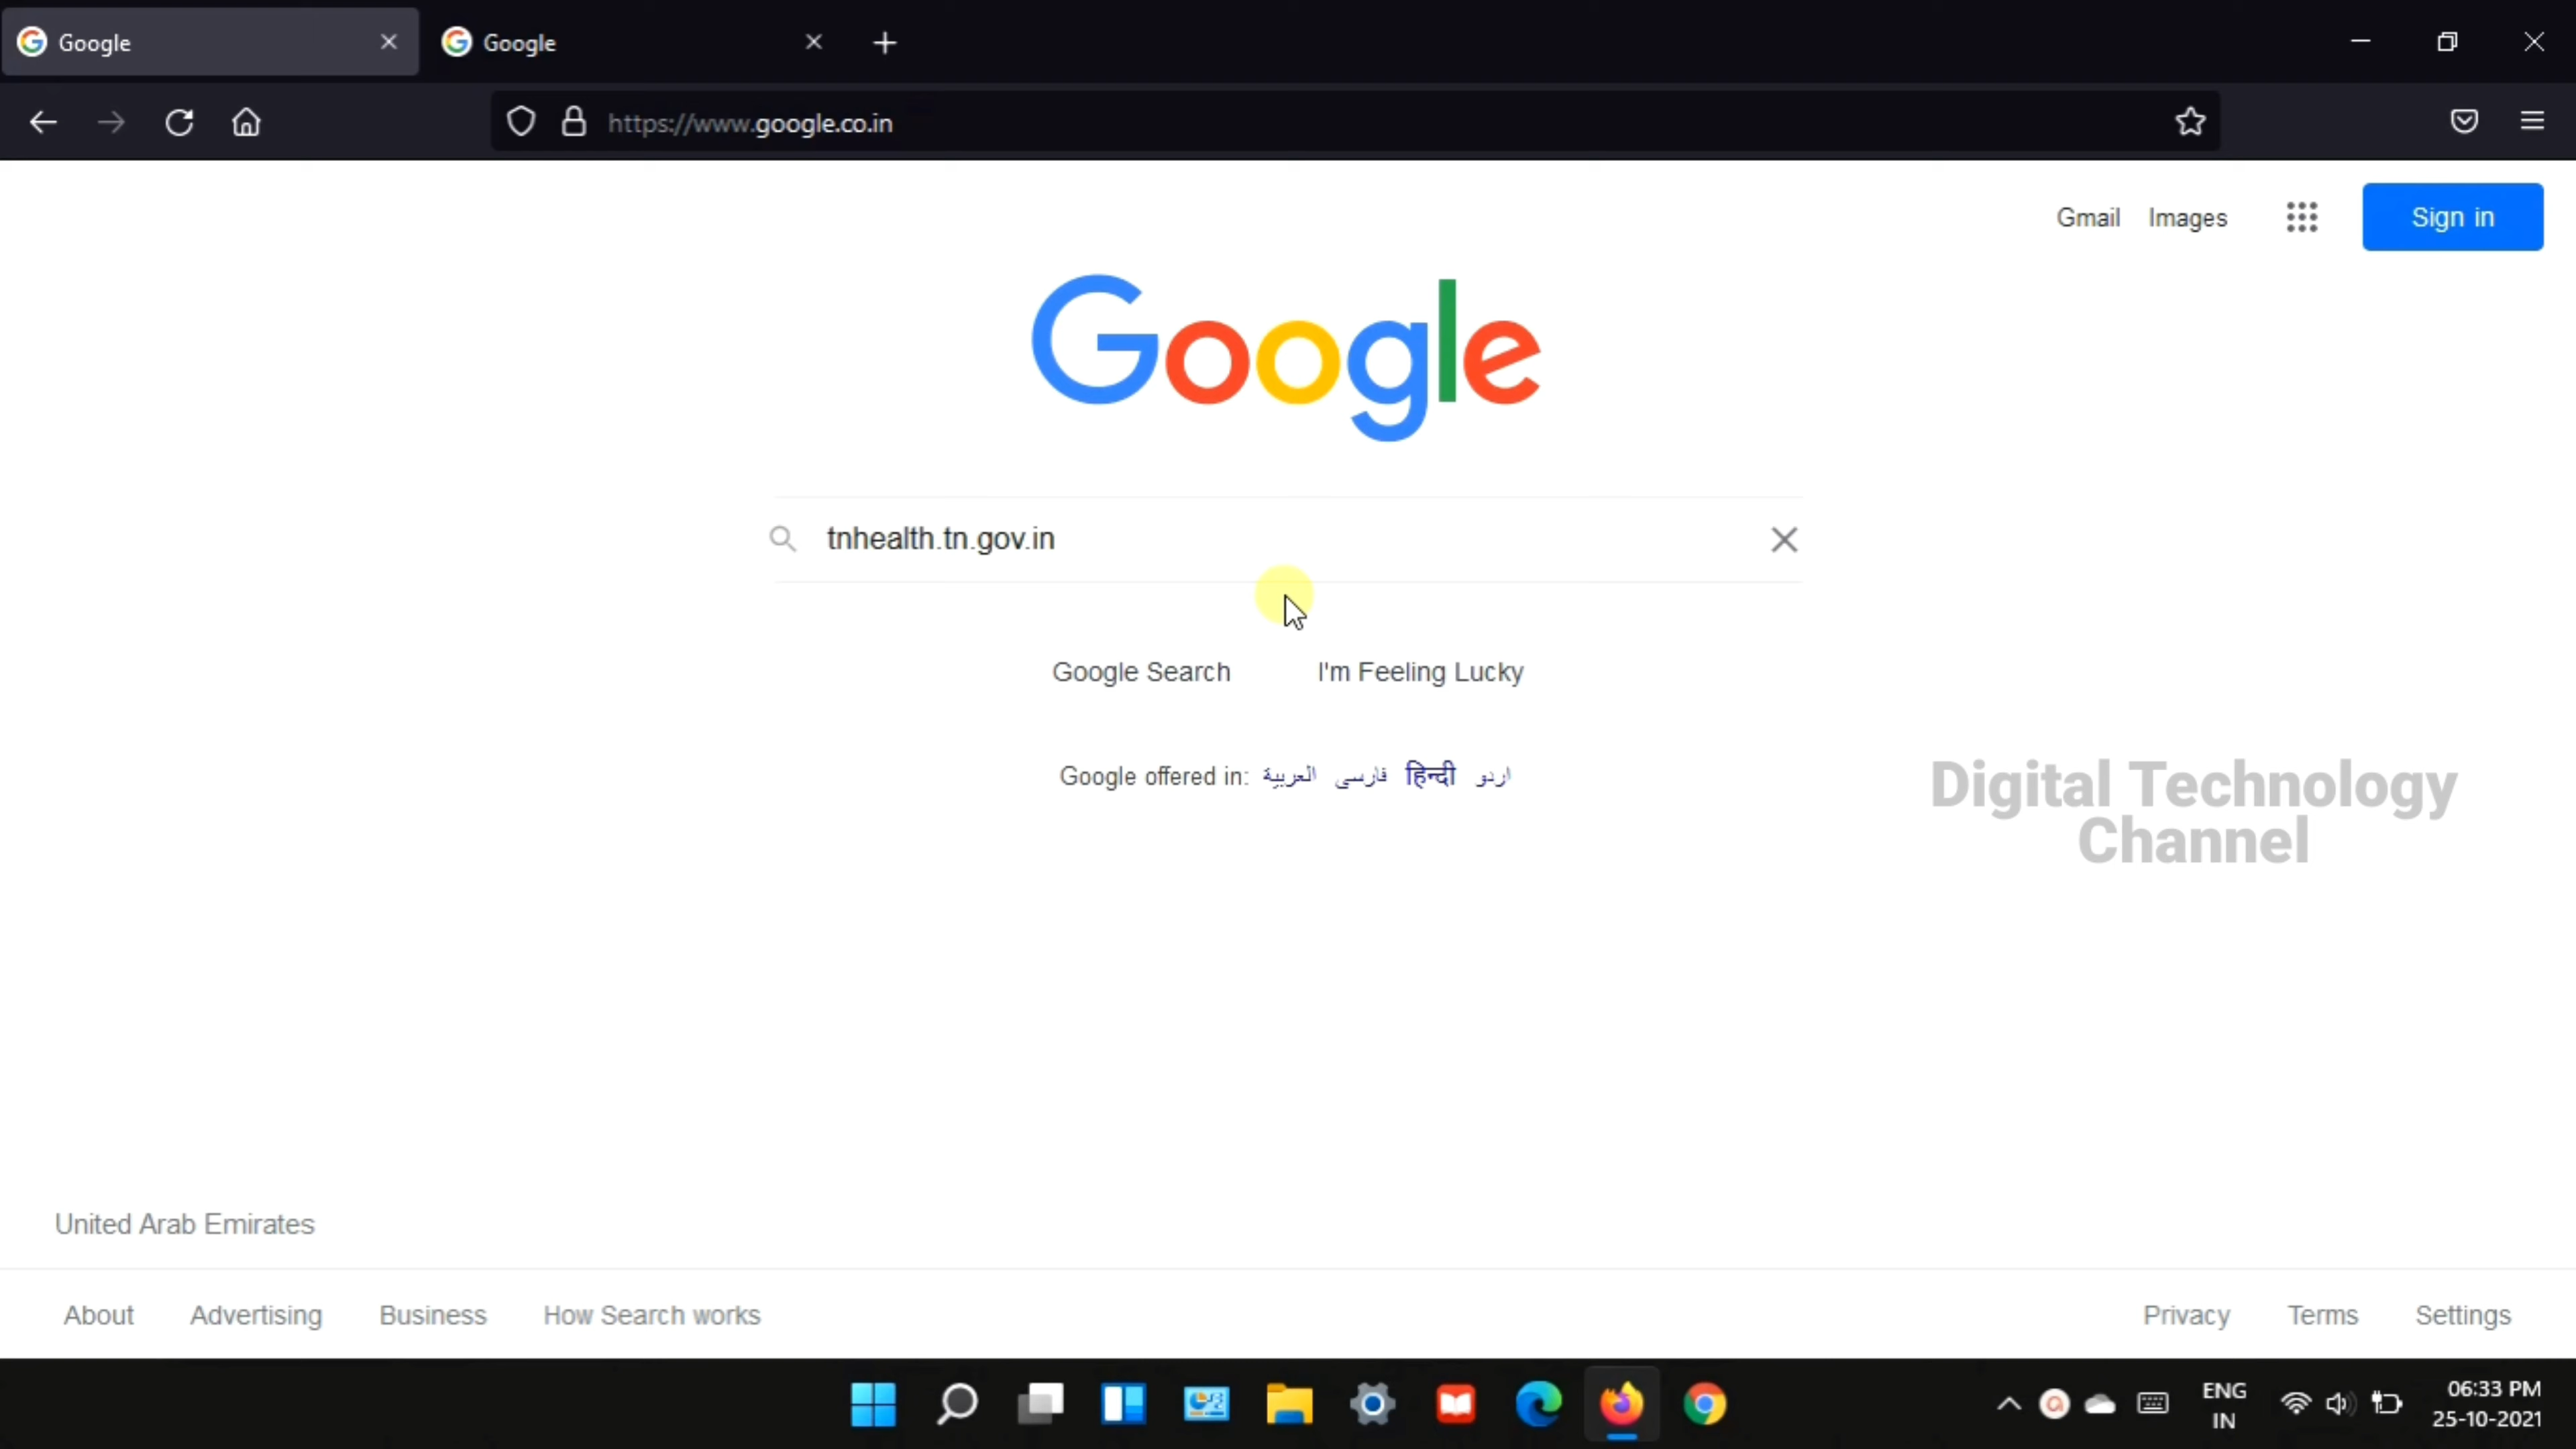 Google
Google
https://www.google.co.in
Gmail Images
Sign in
Google
tnhealth.tn.gov.in
Google Search I'm Feeling Lucky
Google offered in: العربية فارسی हिन्दी اردو
Digital Technology
Channel
United Arab Emirates
About Advertising Business How Search works
Privacy Terms Settings
ENG
IN
06:33 PM
25-10-2021